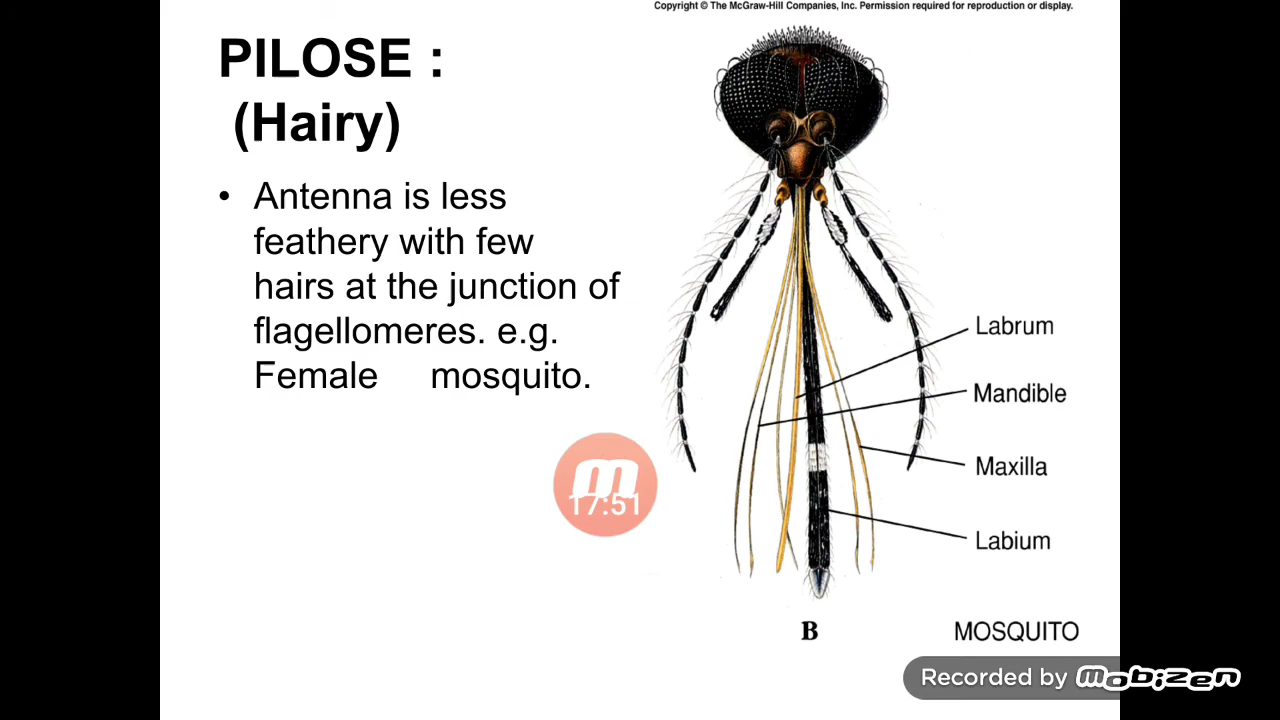 Copyright © The McGraw-Hill Companies, Inc. Permission required for reproduction or display.
PILOSE :
(Hairy)
• Antenna is less
feathery with few
hairs at the junction of
flagellomeres. e.g.
Female mosquito.
Labrum
Mandible
Maxilla
Labium
m
17:51
B
MOSQUITO
Recorded by mobizen